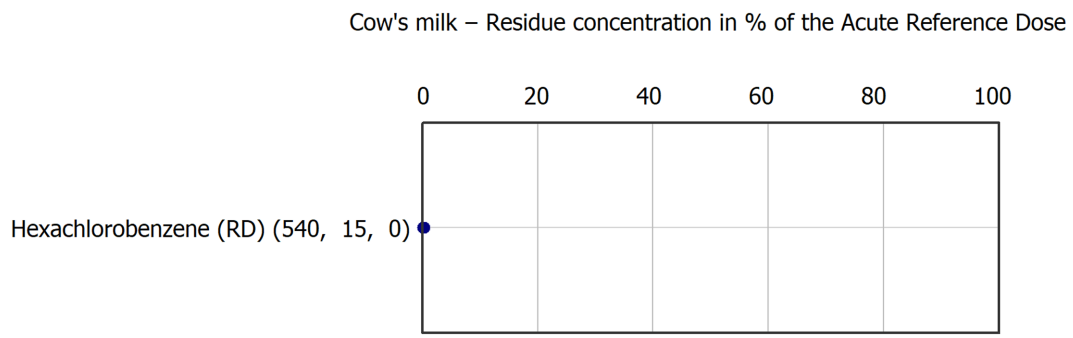 Cow's milk − Residue concentration in % of the Acute Reference Dose
0 20 40 60 80 100
Hexachlorobenzene (RD) (540, 15, 0)